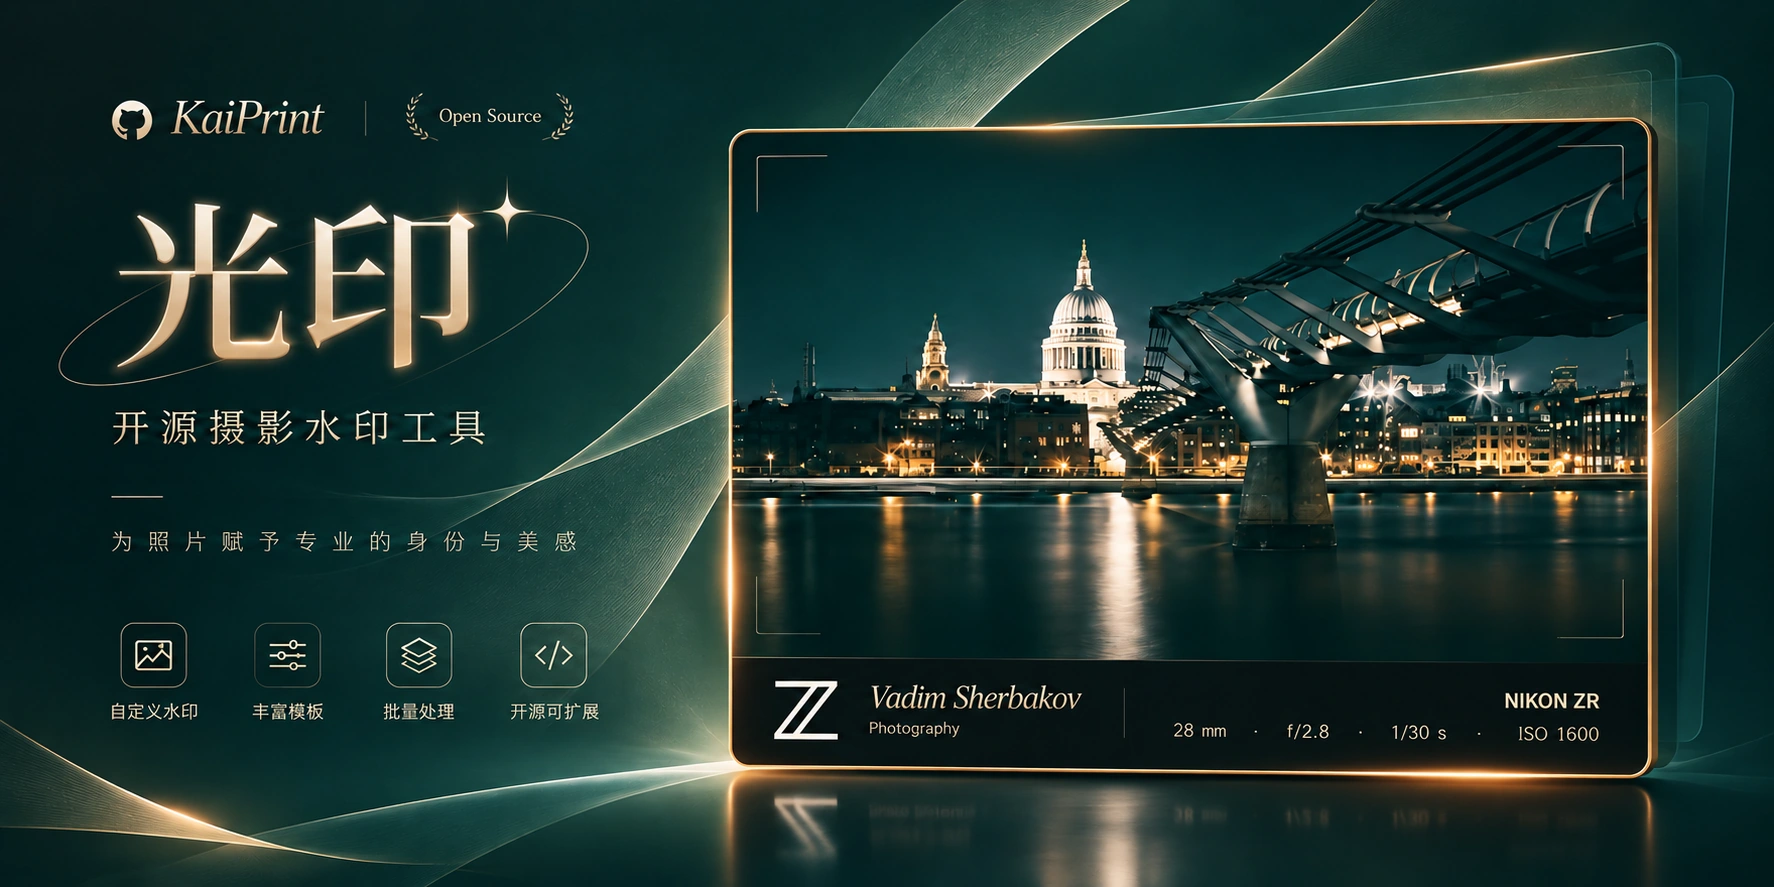 KaiPrint
Open Source
光印
开源摄影水印工具
为照片赋予专业的身份与美感
自定义水印
丰富模板
批量处理
开源可扩展
Z
Vadim Sherbakov
Photography
NIKON ZR
28 mm · f/2.8 · 1/30 s · ISO 1600